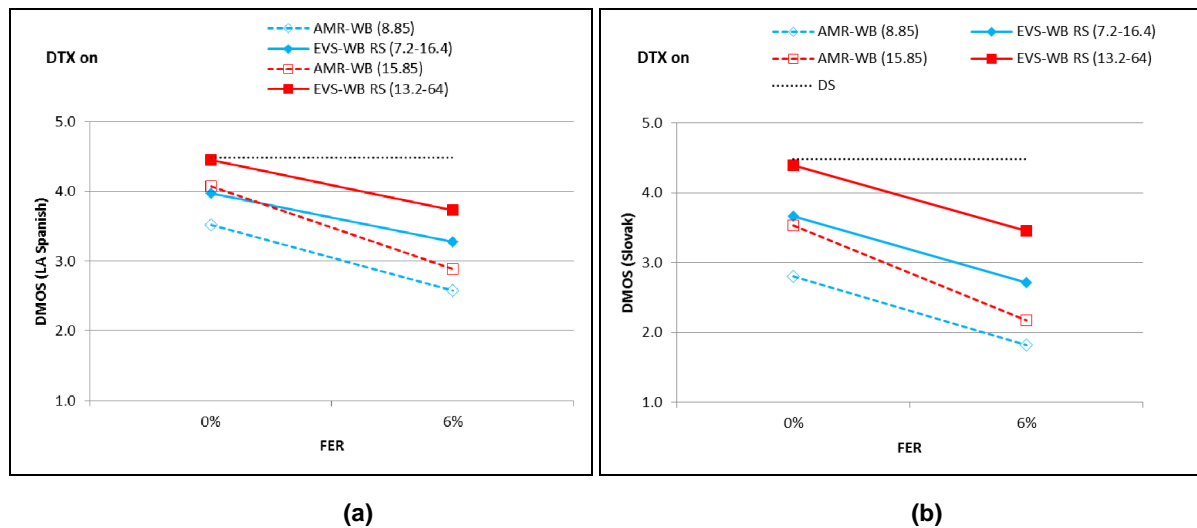 DTX on
AMR-WB (8.85)
EVS-WB RS (7.2-16.4)
AMR-WB (15.85)
EVS-WB RS (13.2-64)
DMOS (LA Spanish)
5.0
4.0
3.0
2.0
1.0
0%
6%
FER
(a)
DTX on
AMR-WB (8.85)
EVS-WB RS (7.2-16.4)
AMR-WB (15.85)
EVS-WB RS (13.2-64)
DS
DMOS (Slovak)
5.0
4.0
3.0
2.0
1.0
0%
6%
FER
(b)